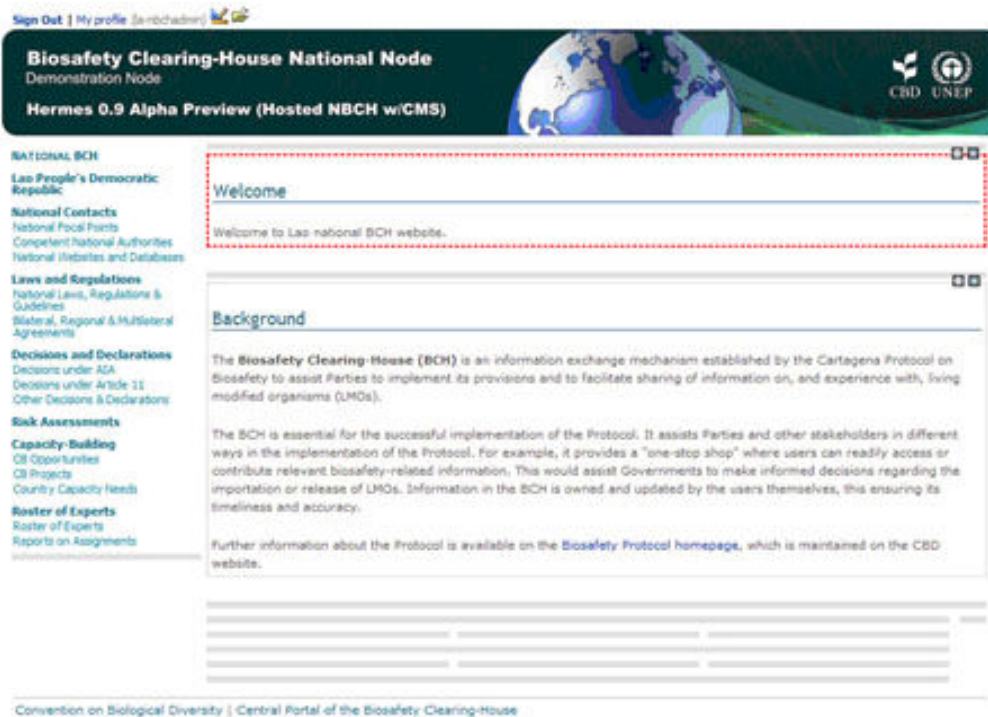 Sign Out | My profile (la-nbchadmin)
Biosafety Clearing-House National Node
Demonstration Node
Hermes 0.9 Alpha Preview (Hosted NBCH w/CMS)
CBD UNEP
NATIONAL BCH
Lao People's Democratic
Republic
National Contacts
National Focal Points
Competent National Authorities
National Websites and Databases
Laws and Regulations
National Laws, Regulations &
Guidelines
Bilateral, Regional & Multilateral
Agreements
Decisions and Declarations
Decisions under AIA
Decisions under Article 11
Other Decisions & Declarations
Risk Assessments
Capacity-Building
CB Opportunities
CB Projects
Country Capacity Needs
Roster of Experts
Roster of Experts
Reports on Assignments
Welcome
Welcome to Lao national BCH website.
Background
The Biosafety Clearing-House (BCH) is an information exchange mechanism established by the Cartagena Protocol on
Biosafety to assist Parties to implement its provisions and to facilitate sharing of information on, and experience with, living
modified organisms (LMOs).
The BCH is essential for the successful implementation of the Protocol. It assists Parties and other stakeholders in different
ways in the implementation of the Protocol. For example, it provides a "one-stop shop" where users can readily access or
contribute relevant biosafety-related information. This would assist Governments to make informed decisions regarding the
importation or release of LMOs. Information in the BCH is owned and updated by the users themselves, this ensuring its
timeliness and accuracy.
Further information about the Protocol is available on the Biosafety Protocol homepage, which is maintained on the CBD
website.
Convention on Biological Diversity | Central Portal of the Biosafety Clearing-House